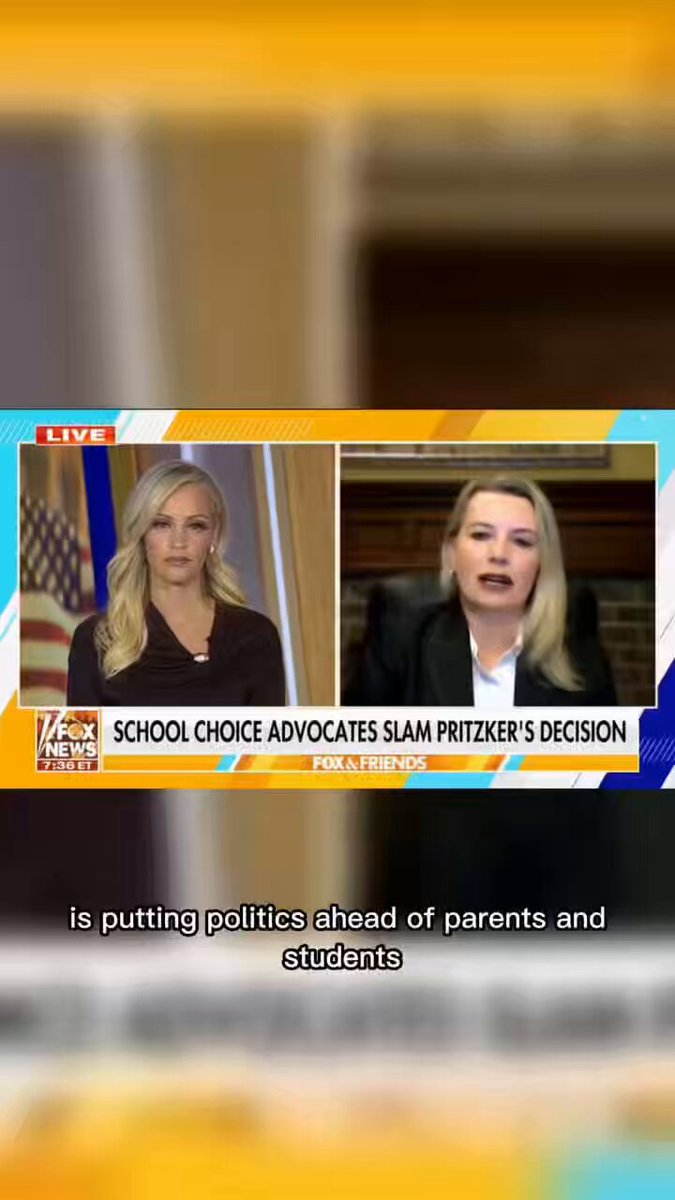 LIVE
FOX
NEWS
7:36 ET
SCHOOL CHOICE ADVOCATES SLAM PRITZKER'S DECISION
FOX & FRIENDS
is putting politics ahead of parents and
students